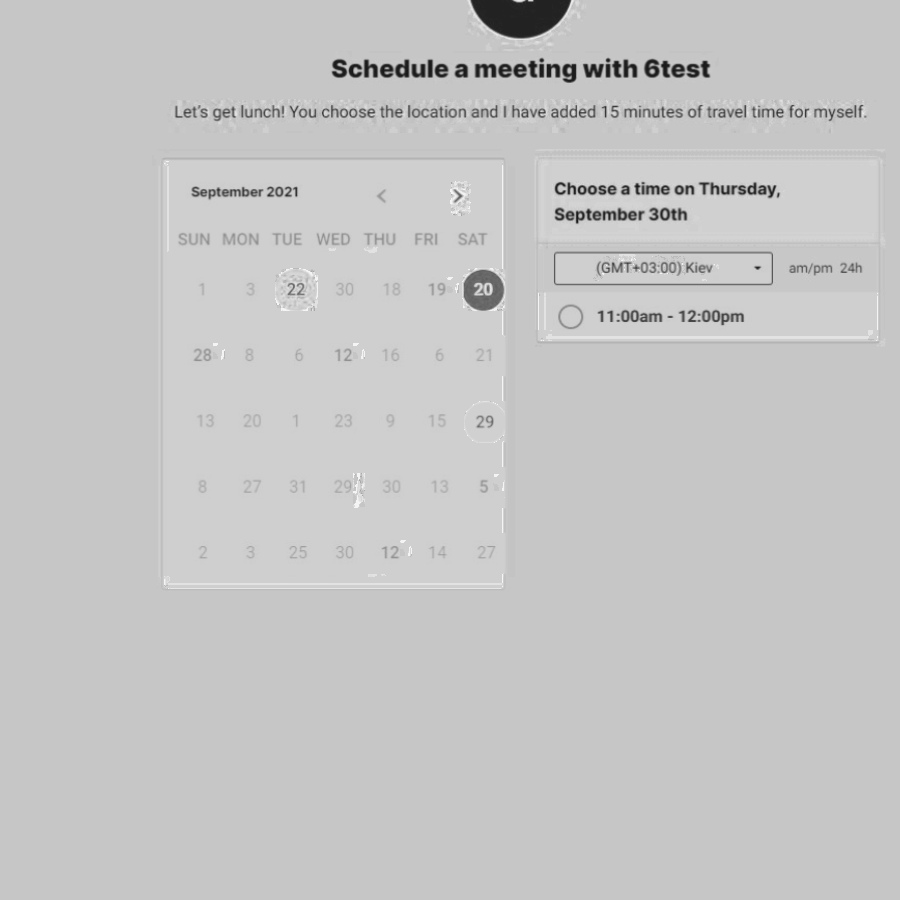 Schedule a meeting with 6test
Let's get lunch! You choose the location and I have added 15 minutes of travel time for myself.
September 2021
SUN MON TUE WED THU FRI SAT
1 3 22 30 18 19 20
28 8 6 12 16 6 21
13 20 1 23 9 15 29
8 27 31 29 30 13 5
2 3 25 30 12 14 27
Choose a time on Thursday,
September 30th
(GMT+03:00) Kiev am/pm 24h
11:00am - 12:00pm